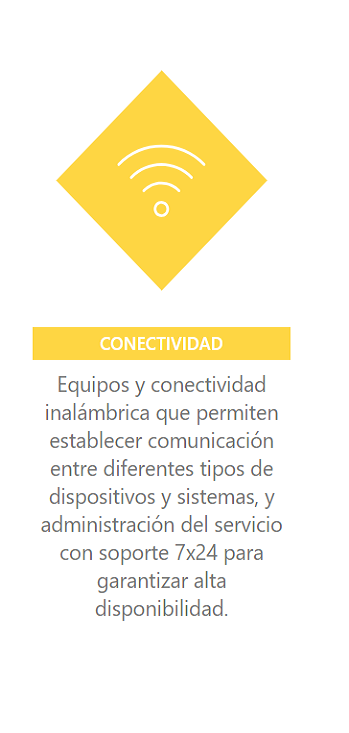 CONECTIVIDAD
Equipos y conectividad
inalámbrica que permiten
establecer comunicación
entre diferentes tipos de
dispositivos y sistemas, y
administración del servicio
con soporte 7x24 para
garantizar alta
disponibilidad.